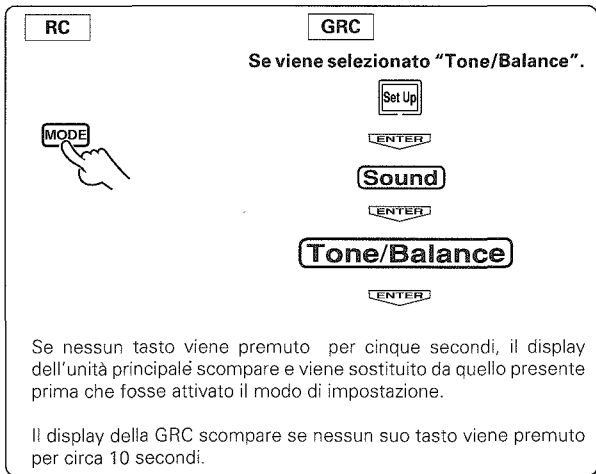 RC
GRC
Se viene selezionato “Tone/Balance”.
Set Up
MODE
ENTER
Sound
ENTER
Tone/Balance
ENTER
Se nessun tasto viene premuto per cinque secondi, il display
dell'unità principale scompare e viene sostituito da quello presente
prima che fosse attivato il modo di impostazione.
Il display della GRC scompare se nessun suo tasto viene premuto
per circa 10 secondi.